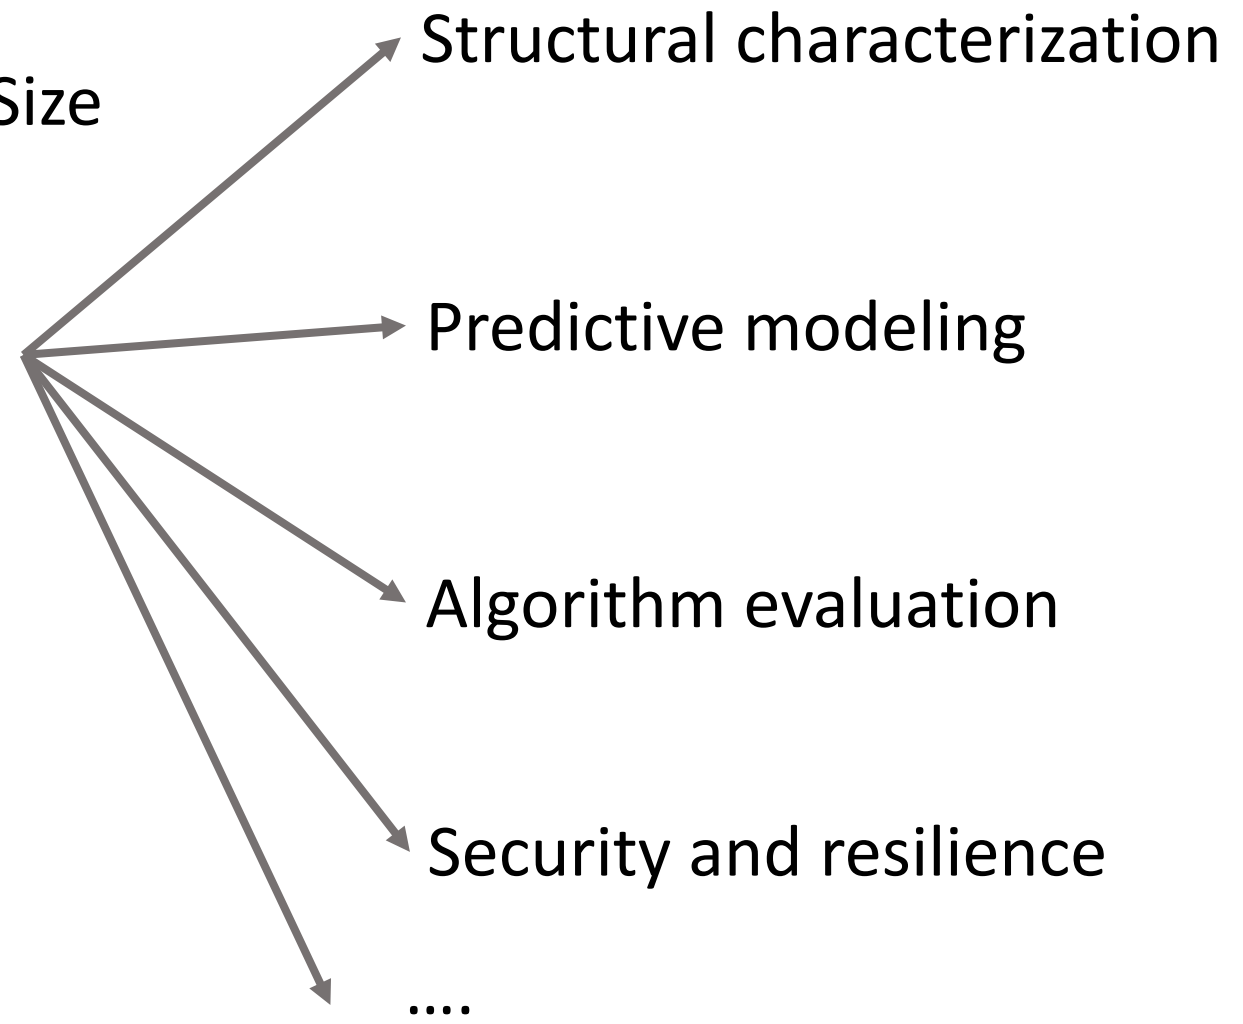 Structural characterization
Size
Predictive modeling
Algorithm evaluation
Security and resilience
....